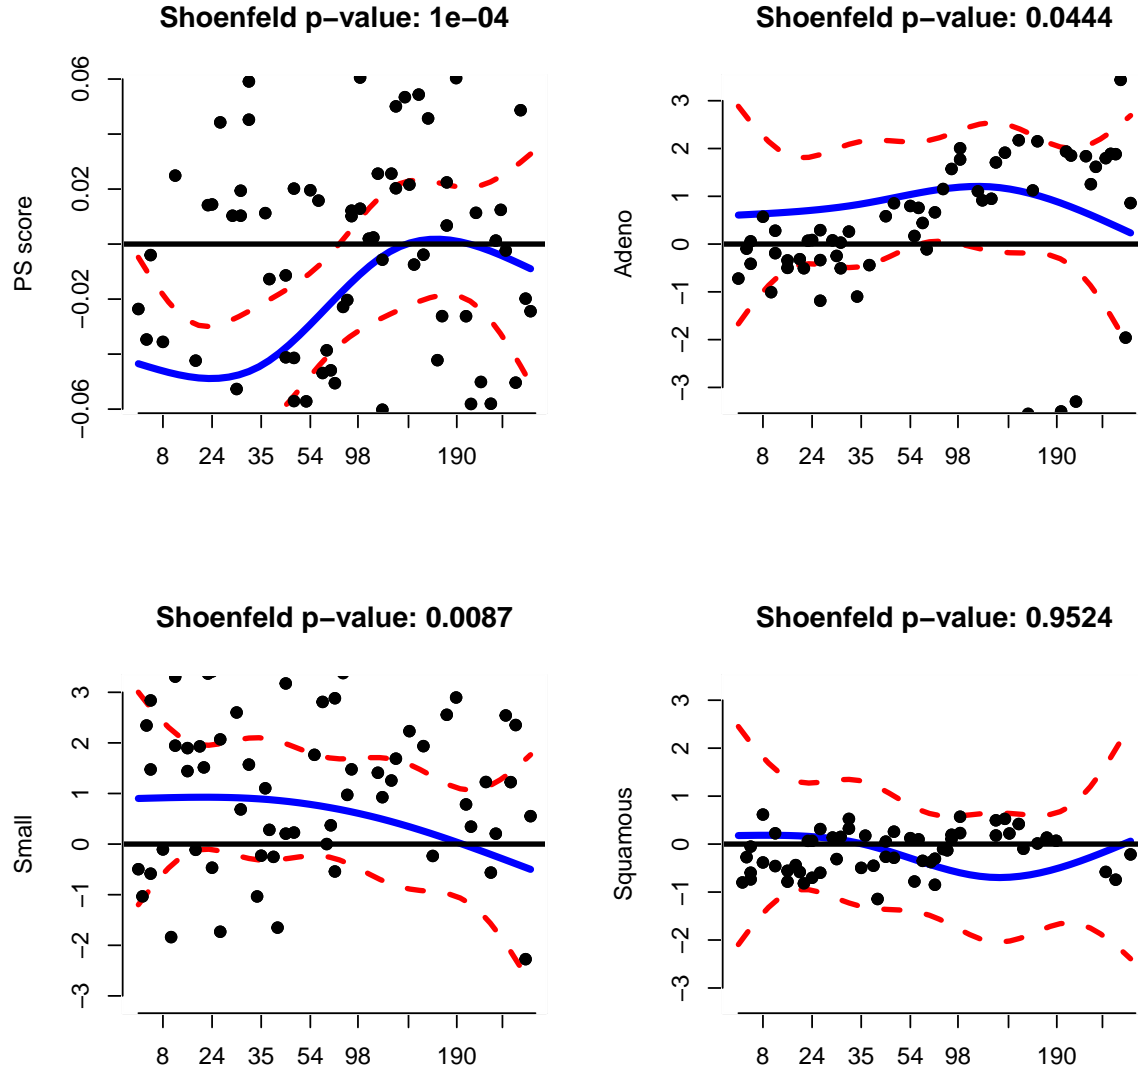 Shoenfeld p−value: 1e−04
PS score
0.06
0.02
−0.02
−0.06
8 24 35 54 98 190
Shoenfeld p−value: 0.0444
Adeno
3
2
1
0
−1
−2
−3
8 24 35 54 98 190
Shoenfeld p−value: 0.0087
Small
3
2
1
0
−1
−2
−3
8 24 35 54 98 190
Shoenfeld p−value: 0.9524
Squamous
3
2
1
0
−1
−2
−3
8 24 35 54 98 190